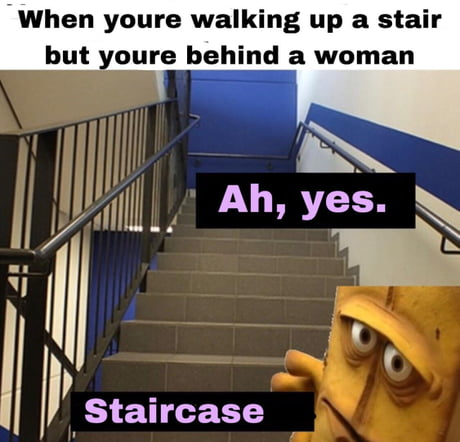 When youre walking up a stair
but youre behind a woman
Ah, yes.
Staircase